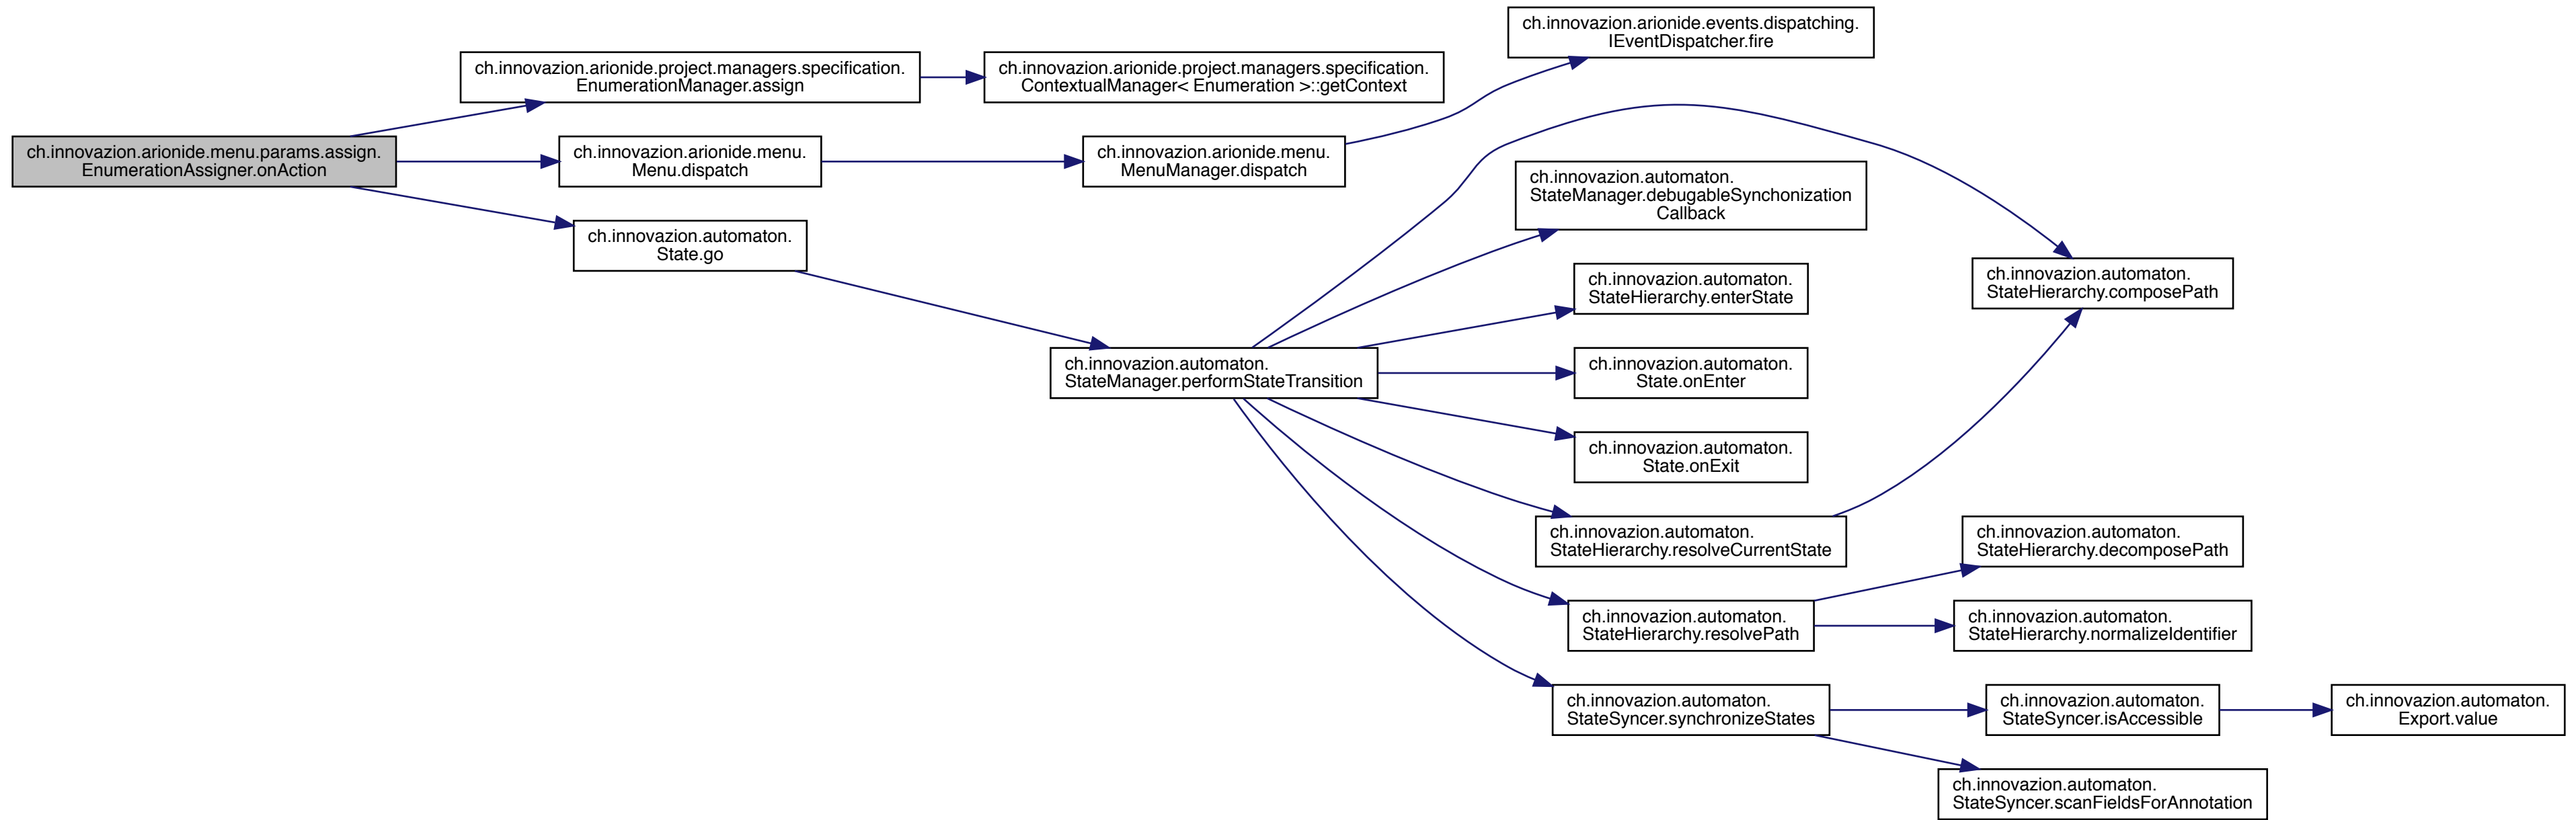 ch.innovazion.arionide.menu.params.assign.
EnumerationAssigner.onAction
ch.innovazion.arionide.project.managers.specification.
EnumerationManager.assign
ch.innovazion.arionide.project.managers.specification.
ContextualManager< Enumeration >::getContext
ch.innovazion.arionide.menu.
Menu.dispatch
ch.innovazion.arionide.menu.
MenuManager.dispatch
ch.innovazion.arionide.events.dispatching.
IEventDispatcher.fire
ch.innovazion.automaton.
State.go
ch.innovazion.automaton.
StateManager.performStateTransition
ch.innovazion.automaton.
StateManager.debugableSynchonization
Callback
ch.innovazion.automaton.
StateHierarchy.enterState
ch.innovazion.automaton.
State.onEnter
ch.innovazion.automaton.
State.onExit
ch.innovazion.automaton.
StateHierarchy.resolveCurrentState
ch.innovazion.automaton.
StateHierarchy.composePath
ch.innovazion.automaton.
StateHierarchy.resolvePath
ch.innovazion.automaton.
StateHierarchy.decomposePath
ch.innovazion.automaton.
StateHierarchy.normalizeIdentifier
ch.innovazion.automaton.
StateSyncer.synchronizeStates
ch.innovazion.automaton.
StateSyncer.isAccessible
ch.innovazion.automaton.
Export.value
ch.innovazion.automaton.
StateSyncer.scanFieldsForAnnotation